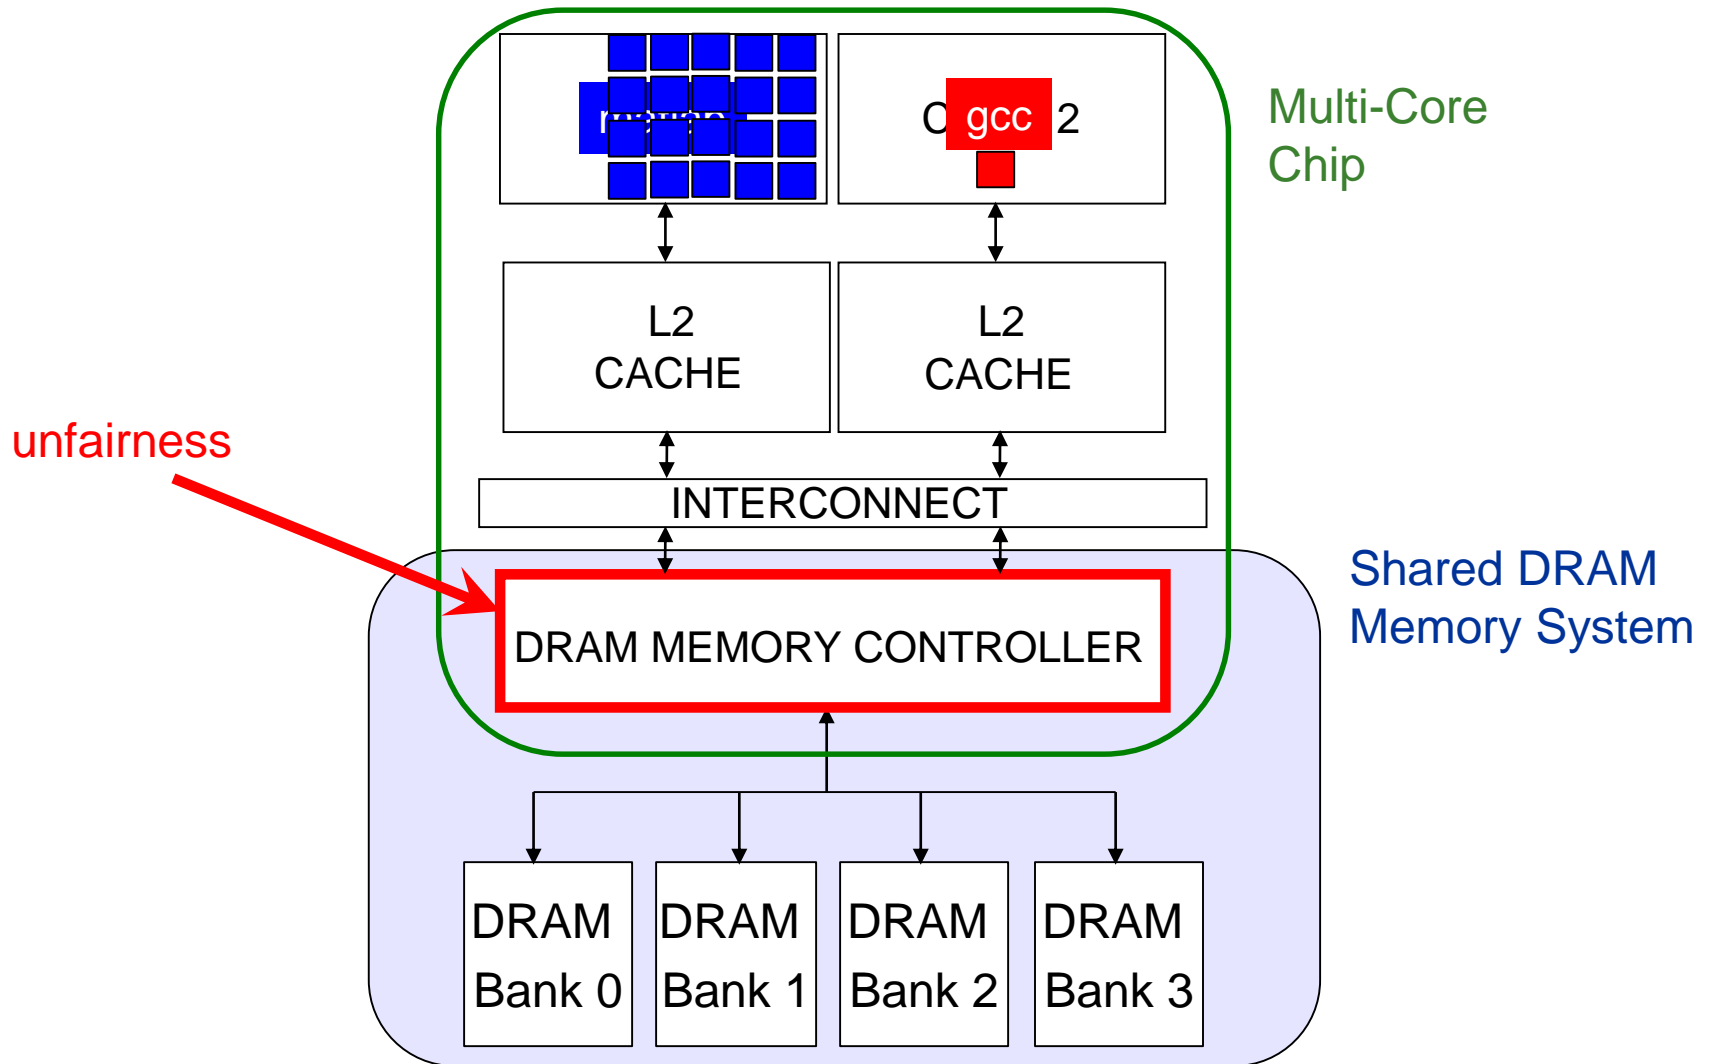 gcc
2
Multi-Core
Chip
L2
CACHE
L2
CACHE
unfairness
INTERCONNECT
Shared DRAM
Memory System
DRAM MEMORY CONTROLLER
DRAM
Bank 0
DRAM
Bank 1
DRAM
Bank 2
DRAM
Bank 3